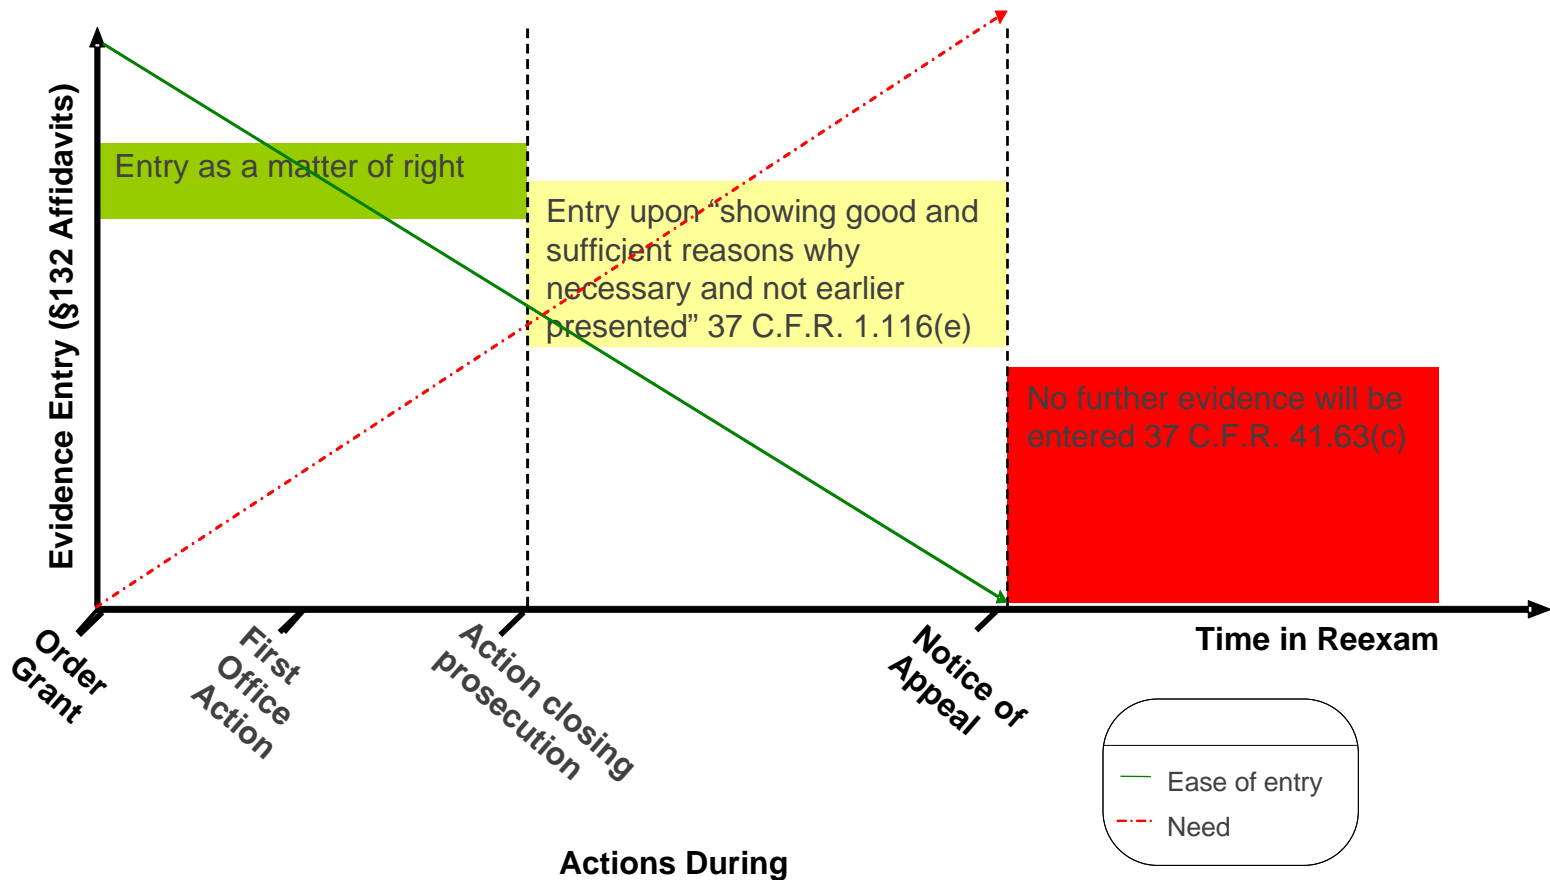 Evidence Entry (§132 Affidavits)
Entry as a matter of right
Entry upon “showing good and
sufficient reasons why
necessary and not earlier
presented” 37 C.F.R. 1.116(e)
No further evidence will be
entered 37 C.F.R. 41.63(c)
Order
Grant
First
Office
Action
Action closing
prosecution
Notice of
Appeal
Time in Reexam
Ease of entry
Need
Actions During